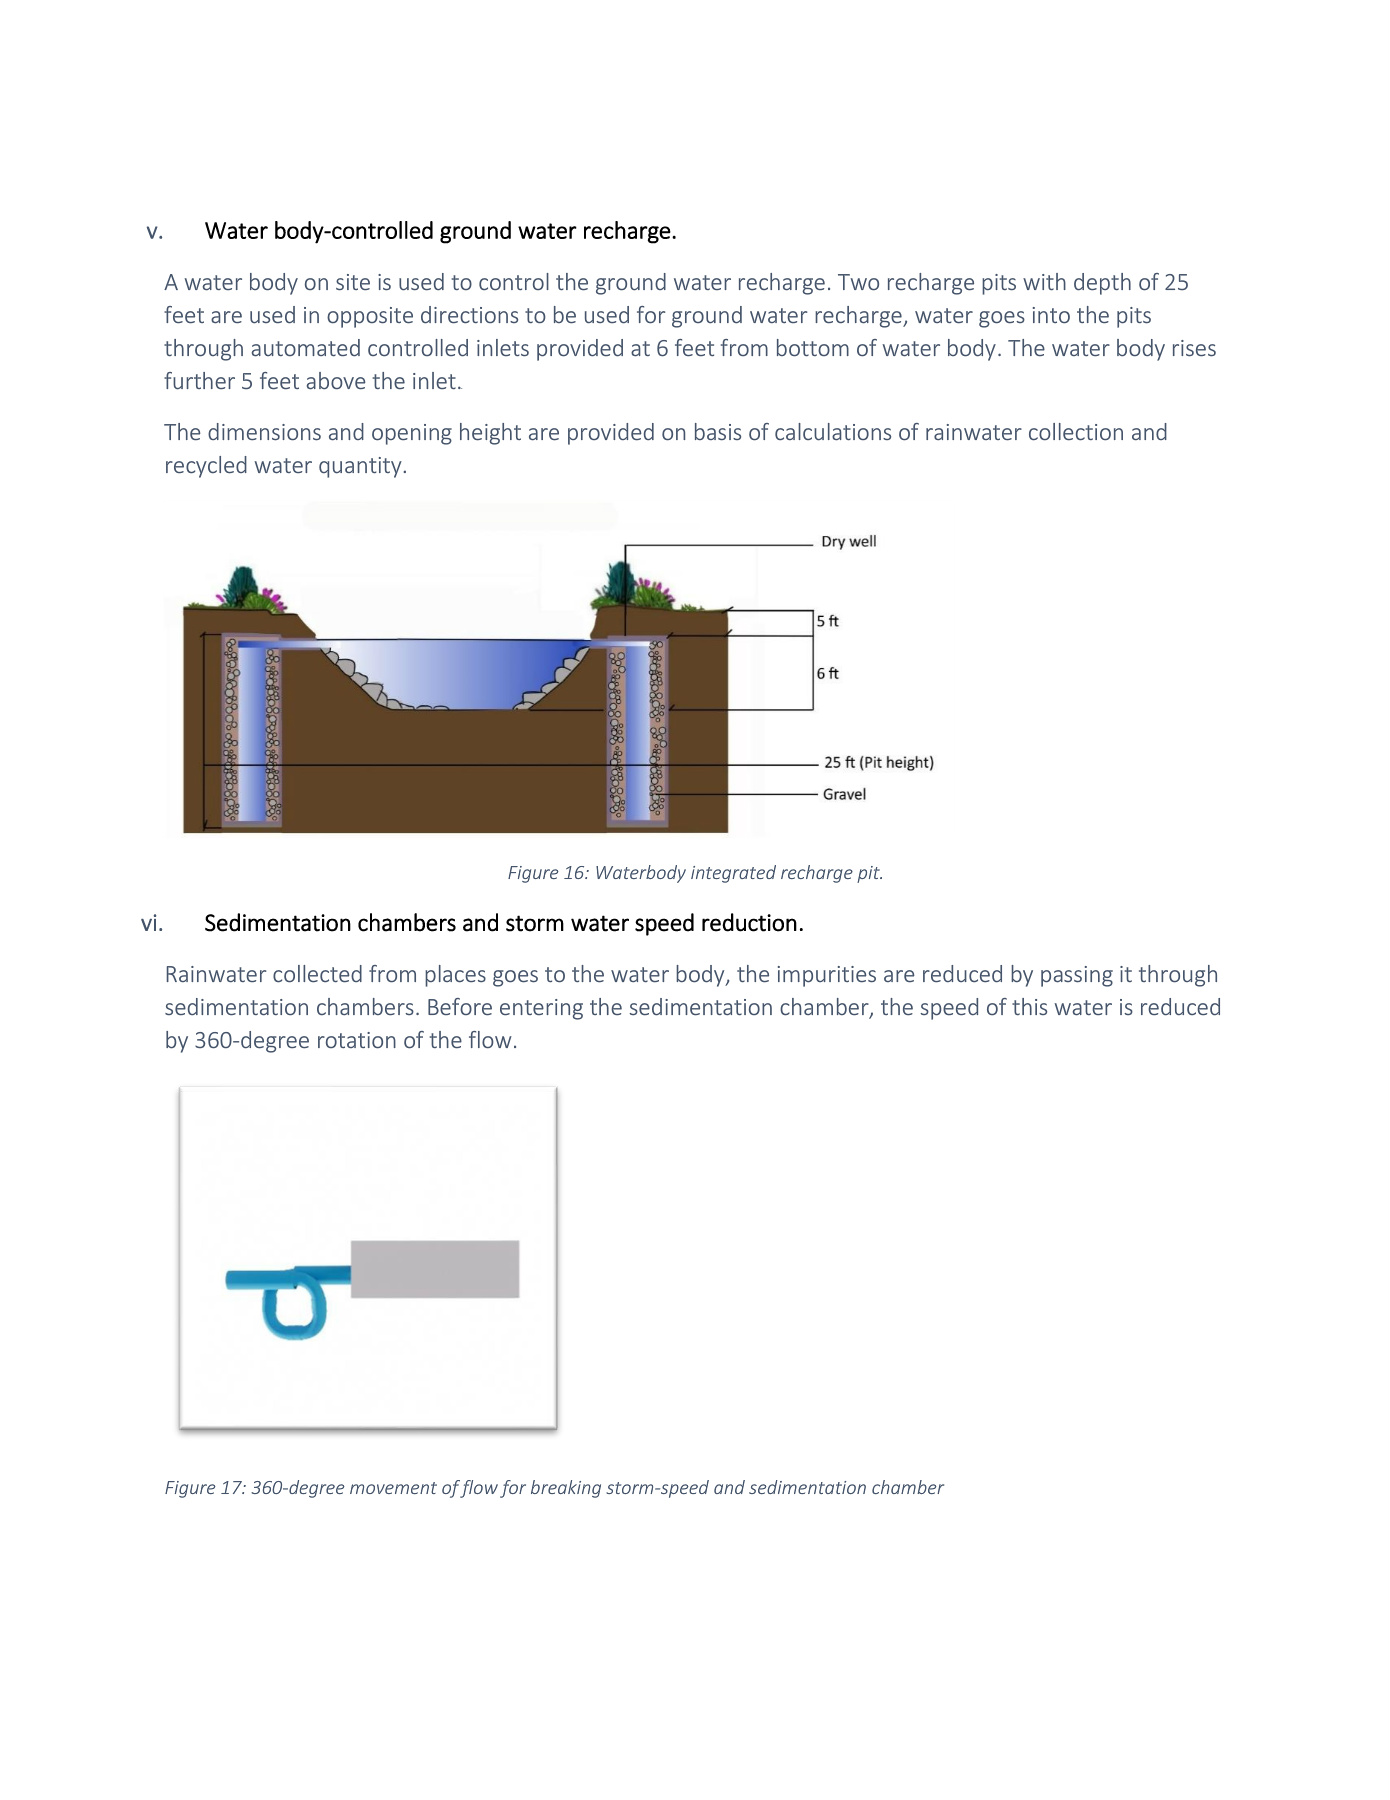 v. Water body-controlled ground water recharge.
A water body on site is used to control the ground water recharge. Two recharge pits with depth of 25
feet are used in opposite directions to be used for ground water recharge, water goes into the pits
through automated controlled inlets provided at 6 feet from bottom of water body. The water body rises
further 5 feet above the inlet.
The dimensions and opening height are provided on basis of calculations of rainwater collection and
recycled water quantity.
Dry well
5 ft
6 ft
25 ft (Pit height)
Gravel
Figure 16: Waterbody integrated recharge pit.
vi. Sedimentation chambers and storm water speed reduction.
Rainwater collected from places goes to the water body, the impurities are reduced by passing it through
sedimentation chambers. Before entering the sedimentation chamber, the speed of this water is reduced
by 360-degree rotation of the flow.
Figure 17: 360-degree movement of flow for breaking storm-speed and sedimentation chamber